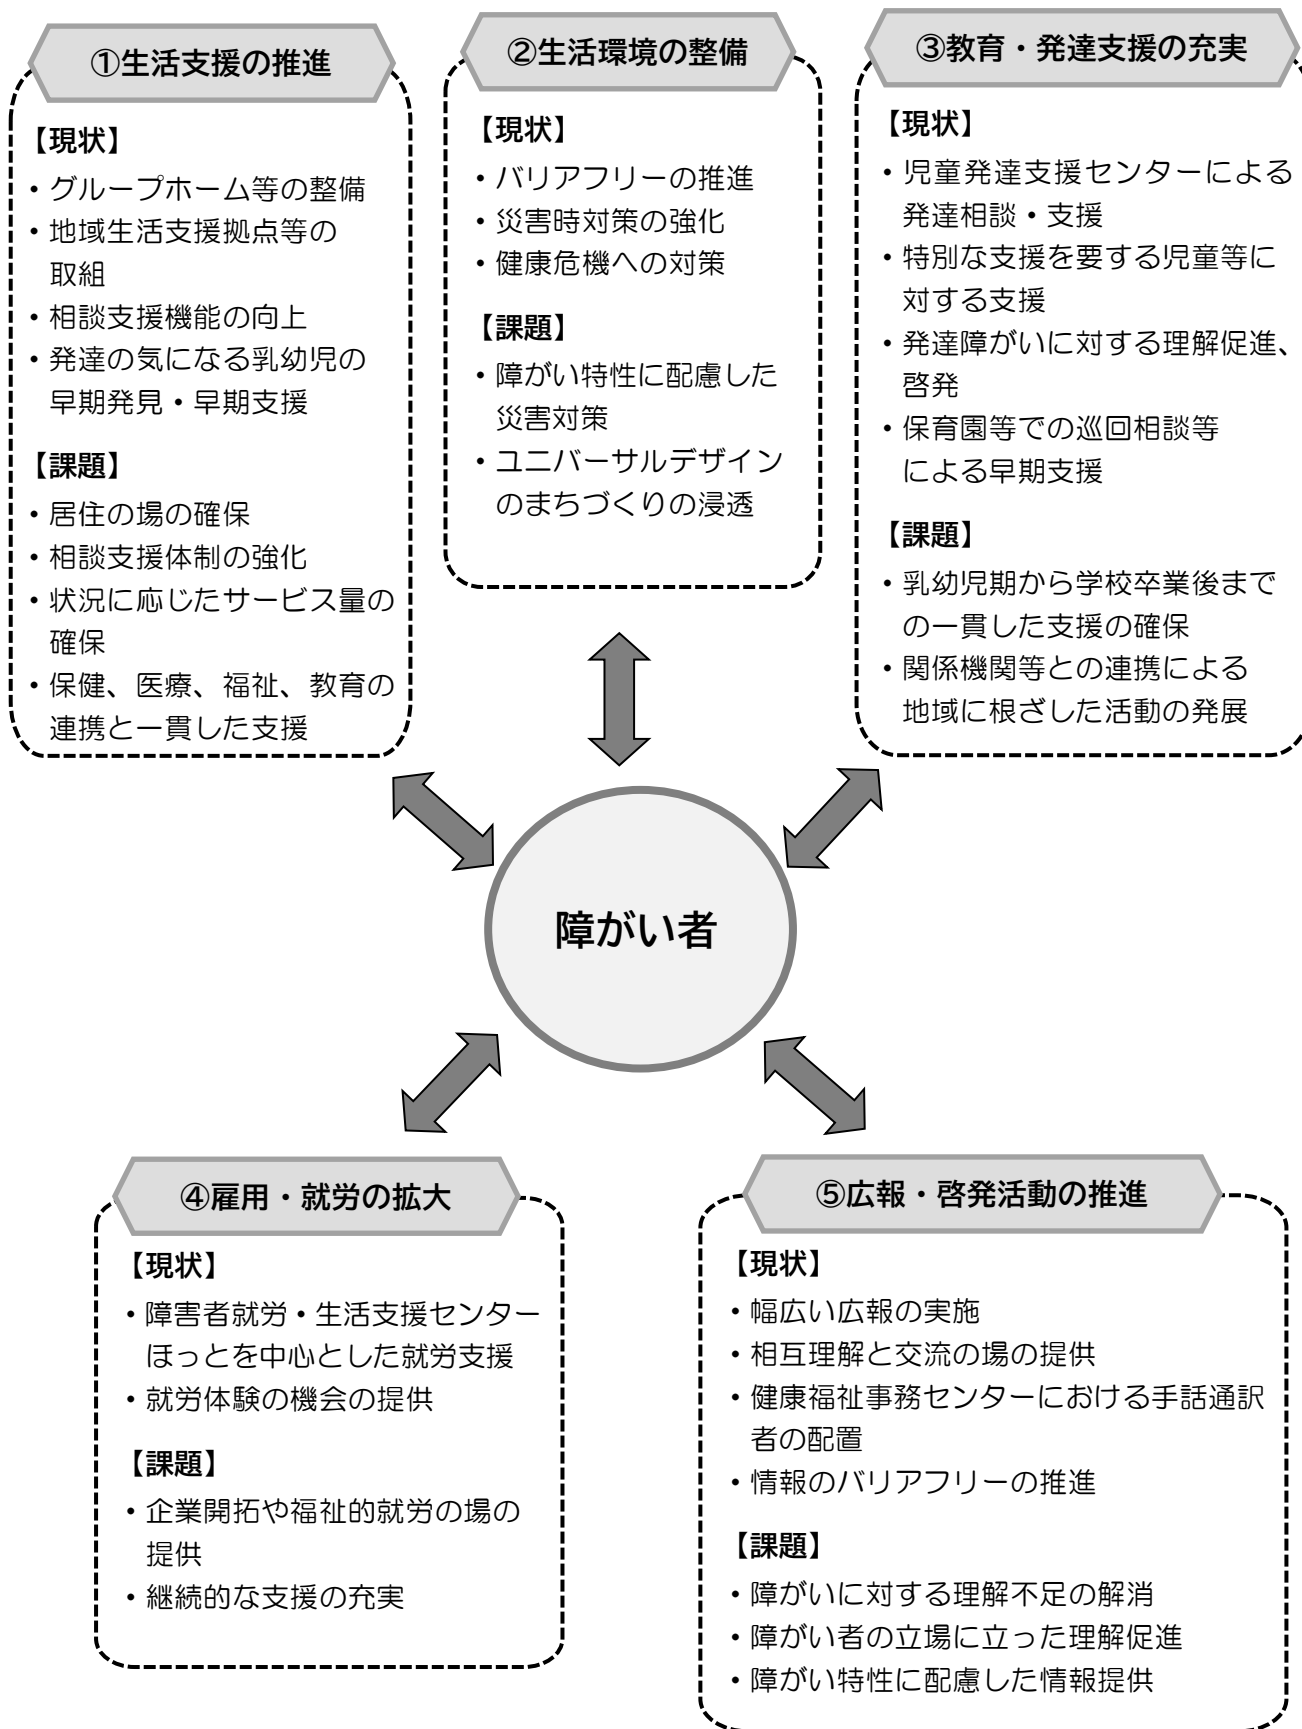 ①生活支援の推進
【現状】
・グループホーム等の整備
・地域生活支援拠点等の
取組
・相談支援機能の向上
・発達の気になる乳幼児の
早期発見・早期支援
【課題】
・居住の場の確保
・相談支援体制の強化
・状況に応じたサービス量の
確保
・保健、医療、福祉、教育の
連携と一貫した支援
②生活環境の整備
【現状】
・バリアフリーの推進
・災害時対策の強化
・健康危機への対策
【課題】
・障がい特性に配慮した
災害対策
・ユニバーサルデザイン
のまちづくりの浸透
③教育・発達支援の充実
【現状】
・児童発達支援センターによる
発達相談・支援
・特別な支援を要する児童等に
対する支援
・発達障がいに対する理解促進、
啓発
・保育園等での巡回相談等
による早期支援
【課題】
・乳幼児期から学校卒業後まで
の一貫した支援の確保
・関係機関等との連携による
地域に根ざした活動の発展
障がい者
④雇用・就労の拡大
【現状】
・障害者就労・生活支援センター
ほっとを中心とした就労支援
・就労体験の機会の提供
【課題】
・企業開拓や福祉的就労の場の
提供
・継続的な支援の充実
⑤広報・啓発活動の推進
【現状】
・幅広い広報の実施
・相互理解と交流の場の提供
・健康福祉事務センターにおける手話通訳
者の配置
・情報のバリアフリーの推進
【課題】
・障がいに対する理解不足の解消
・障がい者の立場に立った理解促進
・障がい特性に配慮した情報提供